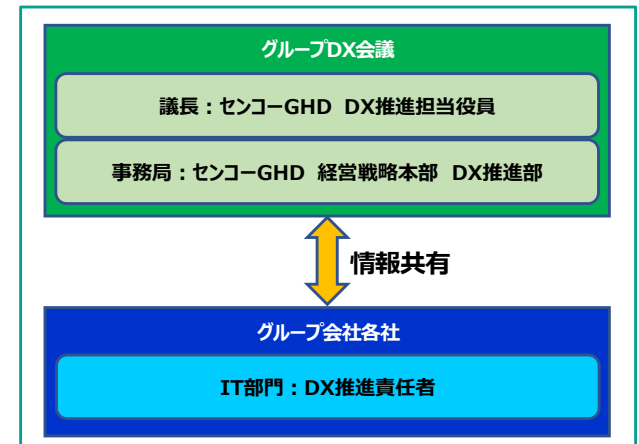 グループDX会議
議長：センコーGHD DX推進担当役員
事務局：センコーGHD 経営戦略本部 DX推進部
情報共有
グループ会社各社
IT部門：DX推進責任者